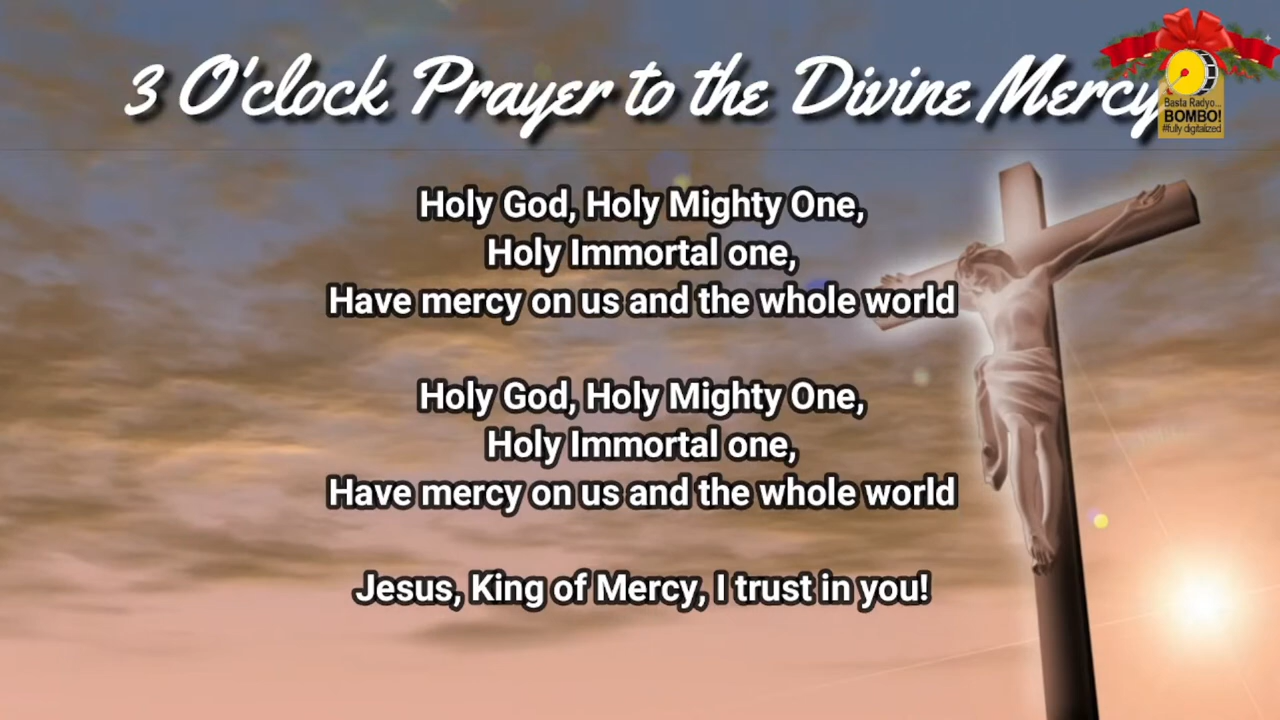 3 O'clock Prayer to the Divine Mercy
Basta Radyo...
BOMBO!
#fully digitalized
Holy God, Holy Mighty One,
Holy Immortal one,
Have mercy on us and the whole world
Holy God, Holy Mighty One,
Holy Immortal one,
Have mercy on us and the whole world
Jesus, King of Mercy, I trust in you!